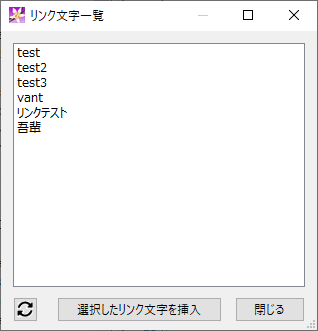 リンク文字一覧
test
test2
test3
vant
リンクテスト
吾輩
選択したリンク文字を挿入
閉じる